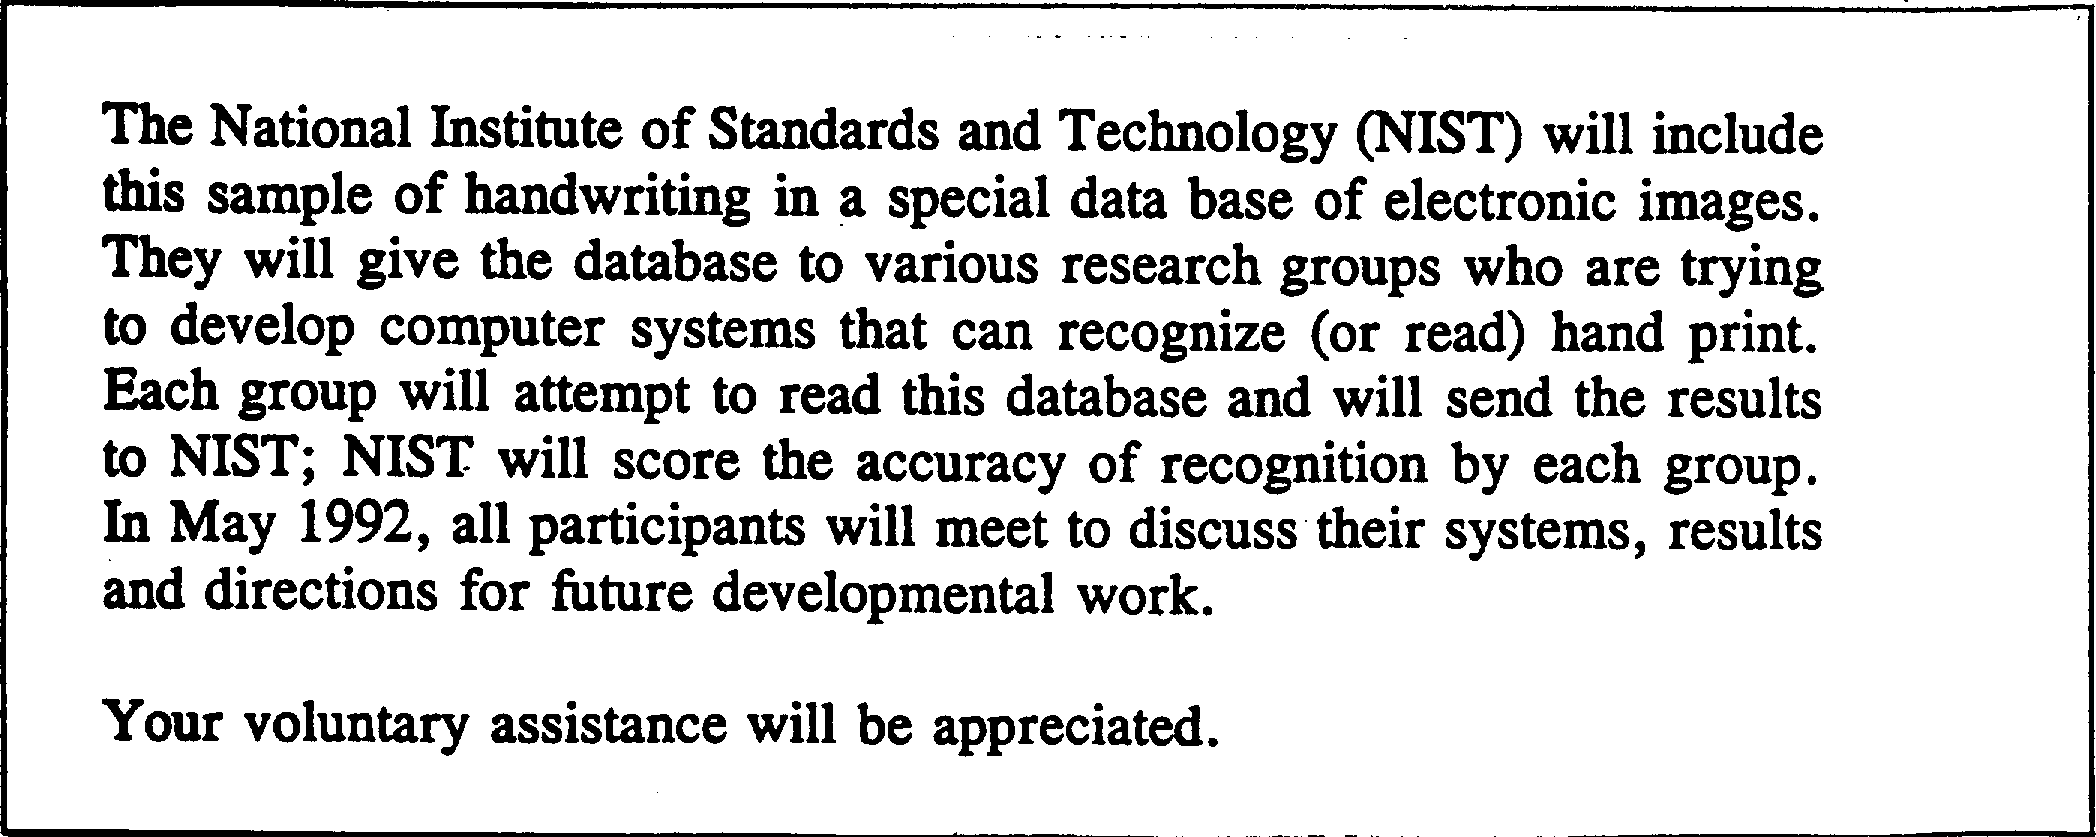 The National Institute of Standards and Technology (NIST) will include
this sample of handwriting in a special data base of electronic images.
They will give the database to various research groups who are trying
to develop computer systems that can recognize (or read) hand print.
Each group will attempt to read this database and will send the results
to NIST; NIST will score the accuracy of recognition by each group.
In May 1992, all participants will meet to discuss their systems, results
and directions for future developmental work.
Your voluntary assistance will be appreciated.